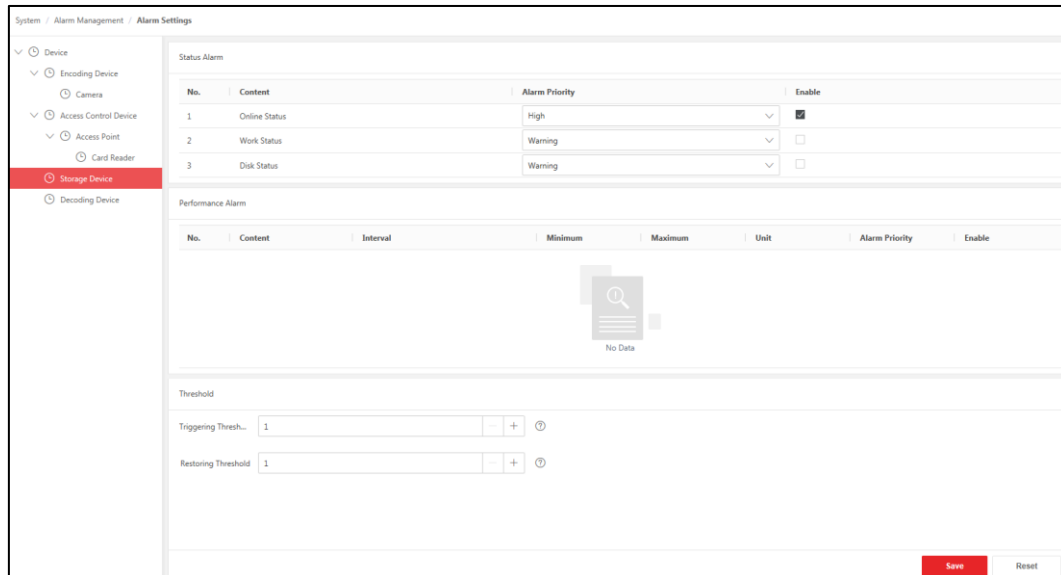 System / Alarm Management / Alarm Settings
Device
Encoding Device
Camera
Access Control Device
Access Point
Card Reader
Storage Device
Decoding Device
Status Alarm
No. Content Alarm Priority Enable
1 Online Status High
2 Work Status Warning
3 Disk Status Warning
Performance Alarm
No. Content Interval Minimum Maximum Unit Alarm Priority Enable
No Data
Threshold
Triggering Thresh... 1 − + ?
Restoring Threshold 1 − + ?
Save Reset